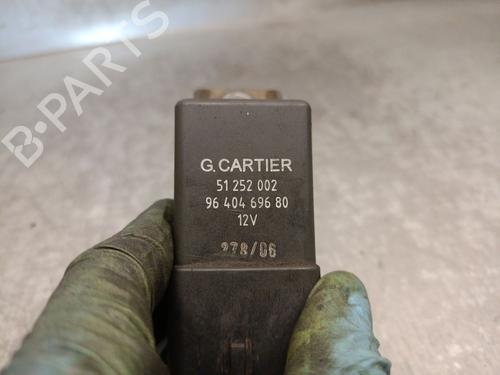 B-PARTS
G. CARTIER
51 252 002
96 404 696 80
12V
278/06